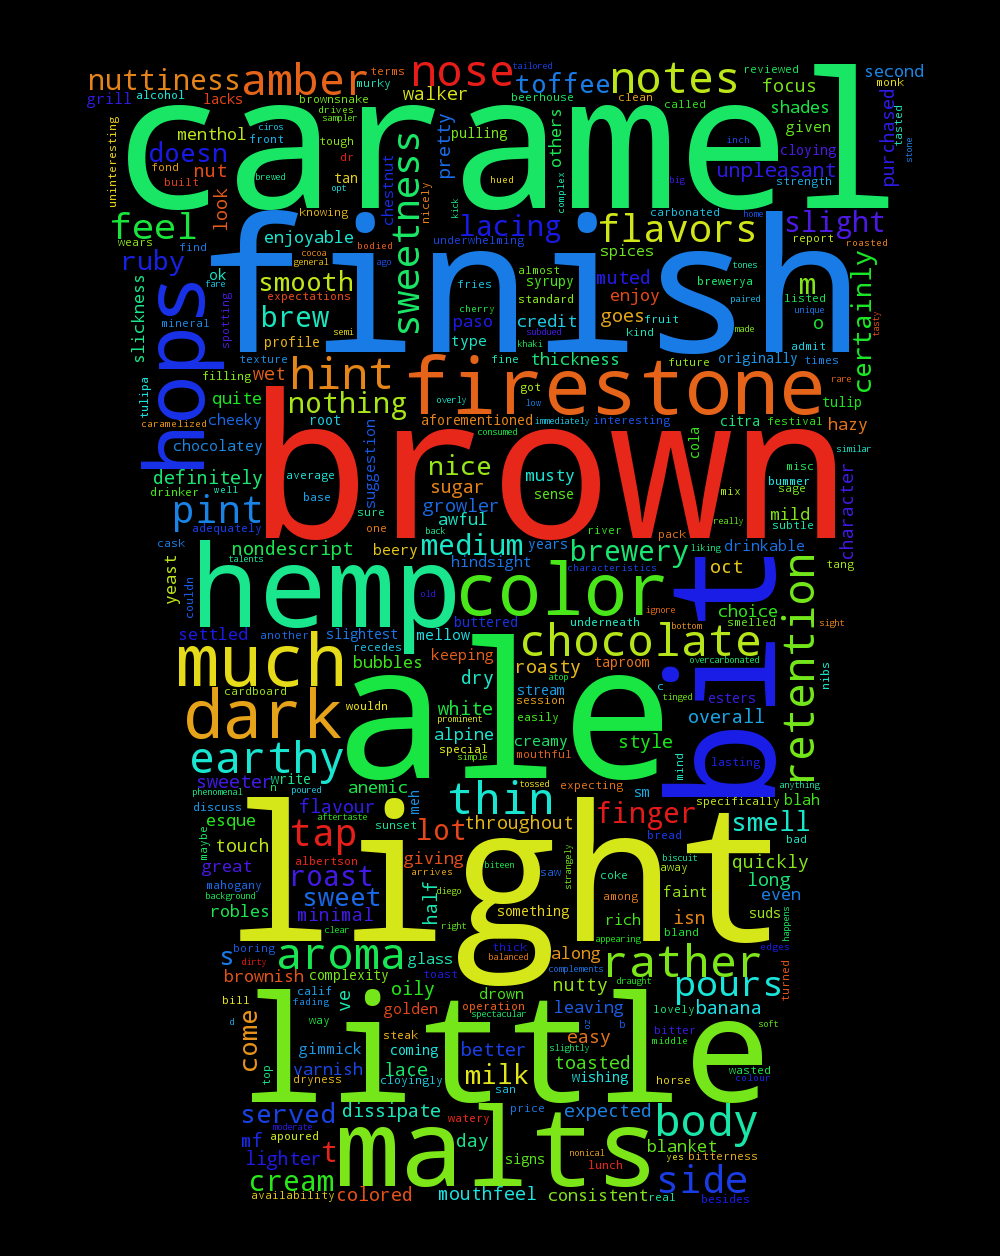 tailored
nose
nuttiness
amber
terms
murky
toffee
notes
reviewed
second
monk
grill
alcohol
lacks
brownsnake
drives
sampler
walker
beerhouse
clean
called
focus
shades
given
purchased
tasted
stone
caramel
uninteresting
menthol
ciros
front
tough
pulling
others
inch
cloying
doesn
fond
built
nut
brewed
dr
tan
opt
chestnut
sweetness
pretty
nicely
hued
kick
complex
big
unpleasant
strength
look
knowing
feel
wears
find
ruby
ok
fare
enjoyable
cocoa
general
bodied
ago
lacing
underwhelming
flavors
carbonated
home
slight
report
roasted
spices
tones
finish
hops
slickness
mineral
spotting
smooth
expectations
brew
semi
profile
texture
almost
fries
syrupy
standard
cherry
paso
subdued
khaki
type
credit
muted
enjoy
goes
fruit
kind
brewerya
paired
m
listed
unique
o
made
admit
certainly
tasty
tulipa
filling
wet
hint
fine
thickness
future
originally
times
firestone
rare
caramelized
quite
nothing
got
overly
low
tulip
cheeky
root
aforementioned
immediately
interesting
citra
festival
hazy
chocolatey
suggestion
consumed
cola
similar
brown
definitely
average
nice
musty
misc
bummer
drinker
well
base
sugar
sense
mix
sage
character
pint
adequately
sure
growler
awful
really
mild
subtle
one
back
river
pack
cask
nondescript
beery
medium
years
brewery
liking
drinkable
yeast
talents
hindsight
characteristics
oct
tang
couldn
hemp
old
color
ignore
bit
retention
choice
buttered
underneath
bottom
smelled
sight
settled
another
slightest
mellow
chocolate
recedes
much
bubbles
keeping
roasty
taproom
overcarbonated
nibs
atop
dry
stream
c
tinged
esters
cardboard
wouldn
session
dark
white
prominent
easily
overall
ale
alpine
creamy
style
special
simple
mouthful
mind
lasting
earthy
sweeter
write
n
anemic
tossed
expecting
anything
phenomenal
poured
meh
thin
sm
specifically
blah
discuss
flavour
aftertaste
finger
esque
tap
sunset
lot
throughout
smell
bread
bad
maybe
touch
albertson
giving
biteen
strangely
biscuit
quickly
great
roast
arrives
saw
coke
away
long
mahogany
background
sweet
half
diego
among
faint
even
light
robles
minimal
something
rich
isn
suds
happens
clear
right
appearing
bland
s
boring
dirty
aroma
glass
thick
balanced
along
rather
edges
brownish
complexity
toast
complements
turned
oily
drown
nutty
draught
pours
bill
calif
fading
ve
golden
operation
spectacular
leaving
lovely
banana
d
way
oz
b
bitter
middle
soft
come
gimmick
steak
coming
better
slightly
easy
little
top
varnish
dryness
lace
cloyingly
milk
toasted
wishing
horse
wasted
colour
san
served
moderate
dissipate
watery
price
expected
body
mf
apoured
t
malts
day
blanket
lighter
signs
nonical
lunch
yes
bitterness
cream
availability
colored
mouthfeel
consistent
real
side
besides